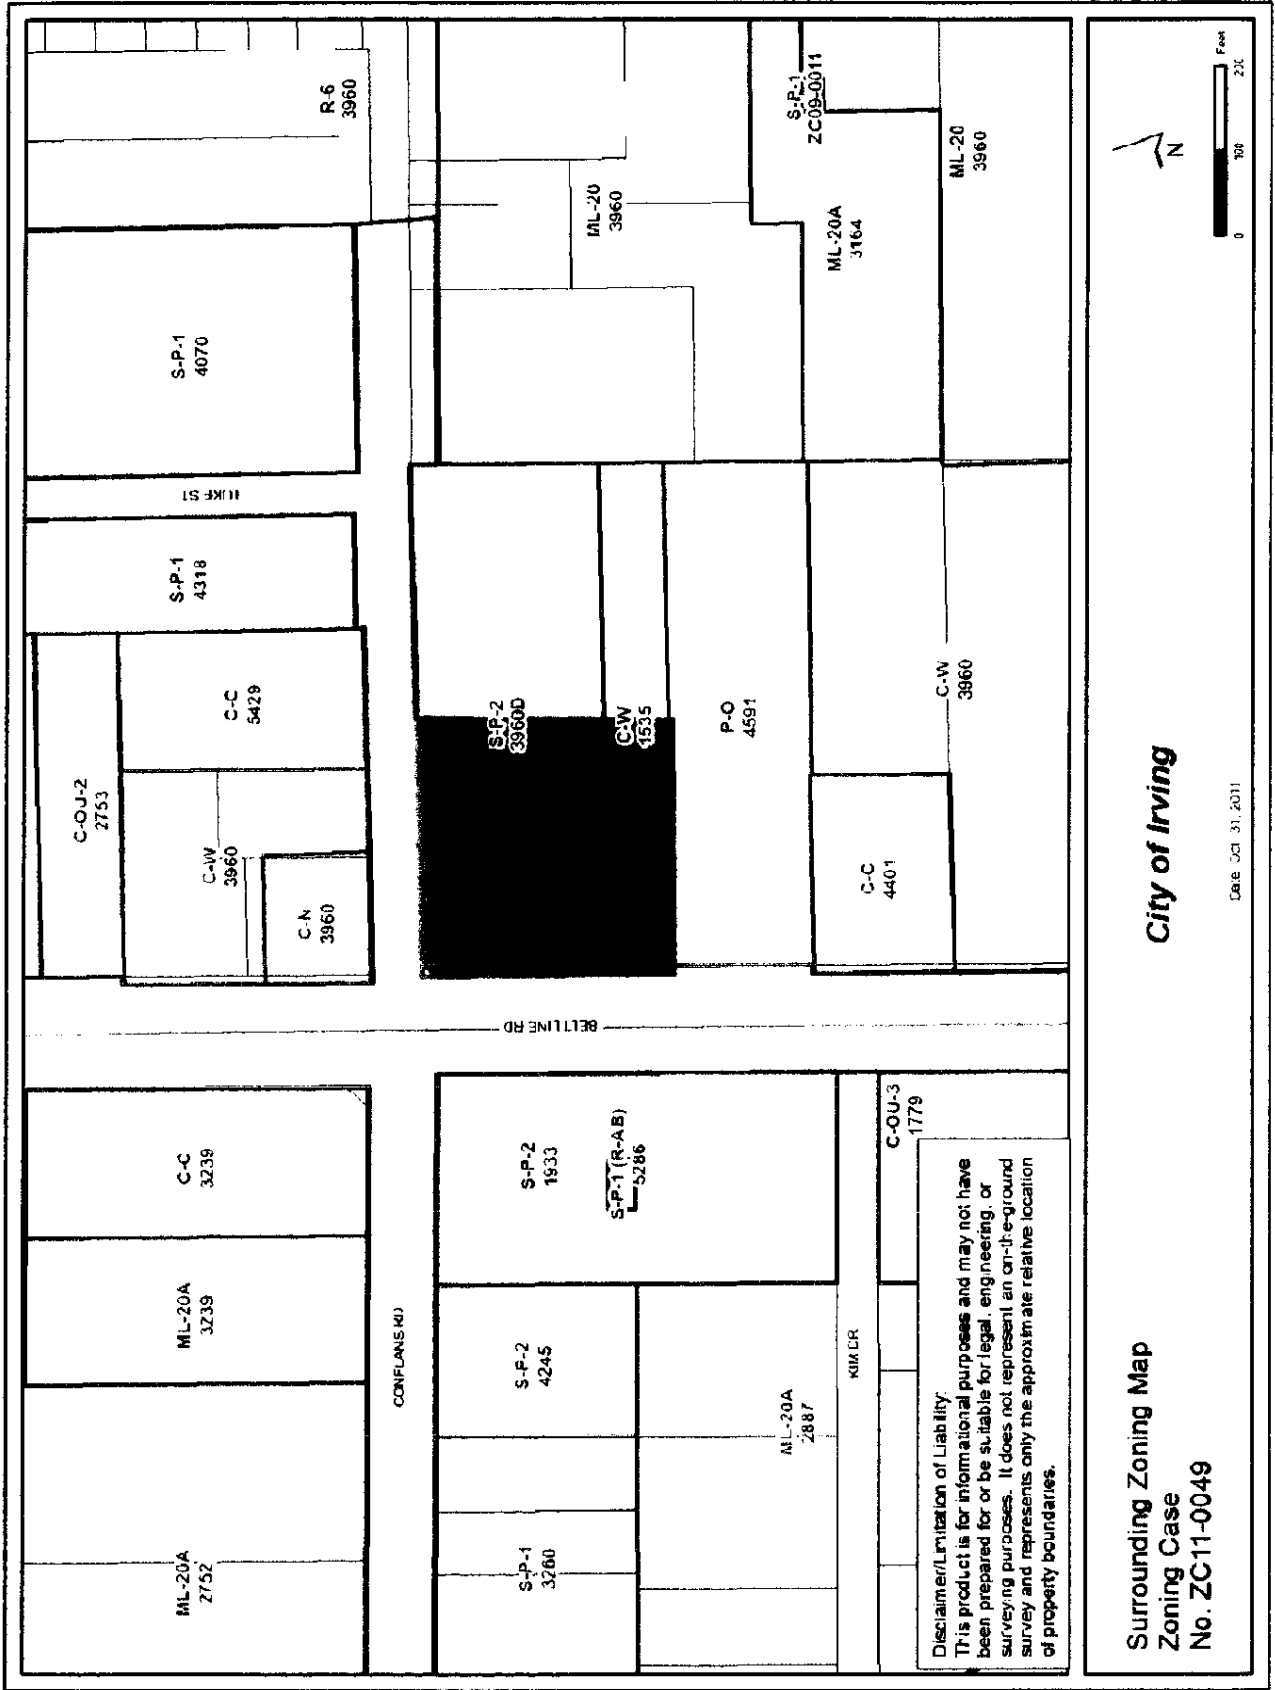 ML-20A
2752
ML-20A
3239
C-C
3239
C-OU-2
2753
C-W
3960
C-N
3960
C-C
5429
S-P-1
4318
S-P-1
4070
R-6
3960
CONFLANS RD
BELTLINE RD
S-P-1
3260
S-P-2
4245
S-P-2
1933
S-P-1 (R-AB)
5286
ML-20A
2887
KIM DR
C-OU-3
1779
S-P-2
3960D
C-W
1535
P-O
4591
C-C
4401
C-W
3960
ML-20
3960
ML-20A
3164
S-P-1
ZC09-0011
ML-20
3960
Disclaimer/Limitation of Liability:
This product is for informational purposes and may not have
been prepared for or be suitable for legal, engineering, or
surveying purposes. It does not represent an on-the-ground
survey and represents only the approximate relative location
of property boundaries.
Surrounding Zoning Map
Zoning Case
No. ZC11-0049
City of Irving
Date: Oct 31, 2011
N
0 100 200
Feet